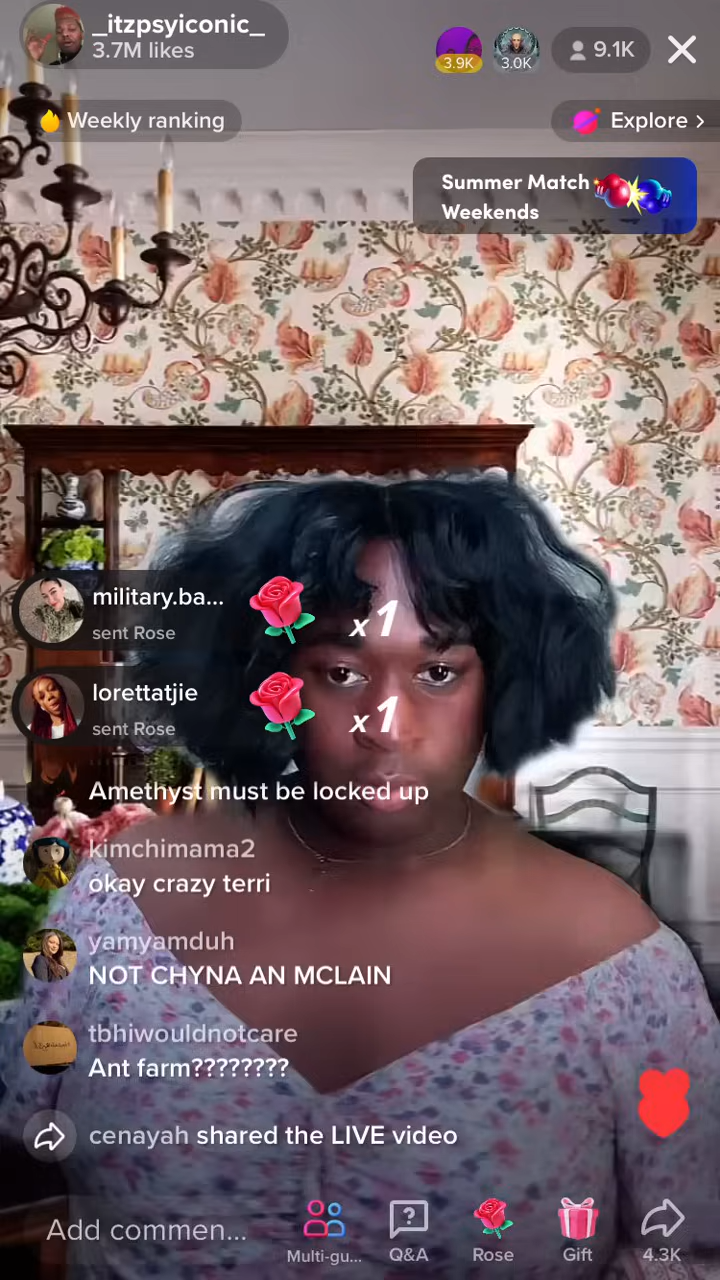 _itzpsyiconic_
3.7M likes
3.9K
3.0K
9.1K
Weekly ranking
Explore >
Summer Match
Weekends
military.ba...
sent Rose
x1
lorettatjie
sent Rose
x1
Amethyst must be locked up
kimchimama2
okay crazy terri
yamyamduh
NOT CHYNA AN MCLAIN
tbhiwouldnotcare
Ant farm????????
cenayah shared the LIVE video
Add commen...
Multi-gu...
Q&A
Rose
Gift
4.3K